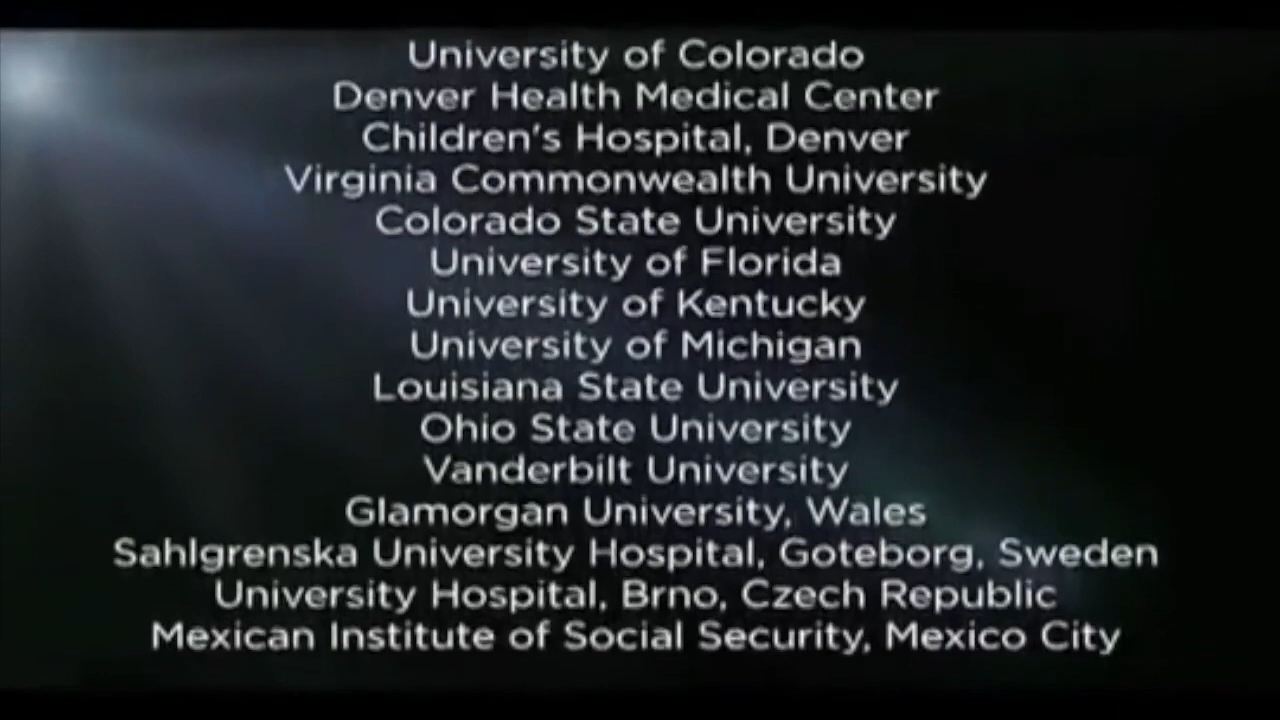 University of Colorado
Denver Health Medical Center
Children's Hospital, Denver
Virginia Commonwealth University
Colorado State University
University of Florida
University of Kentucky
University of Michigan
Louisiana State University
Ohio State University
Vanderbilt University
Glamorgan University, Wales
Sahlgrenska University Hospital, Goteborg, Sweden
University Hospital, Brno, Czech Republic
Mexican Institute of Social Security, Mexico City